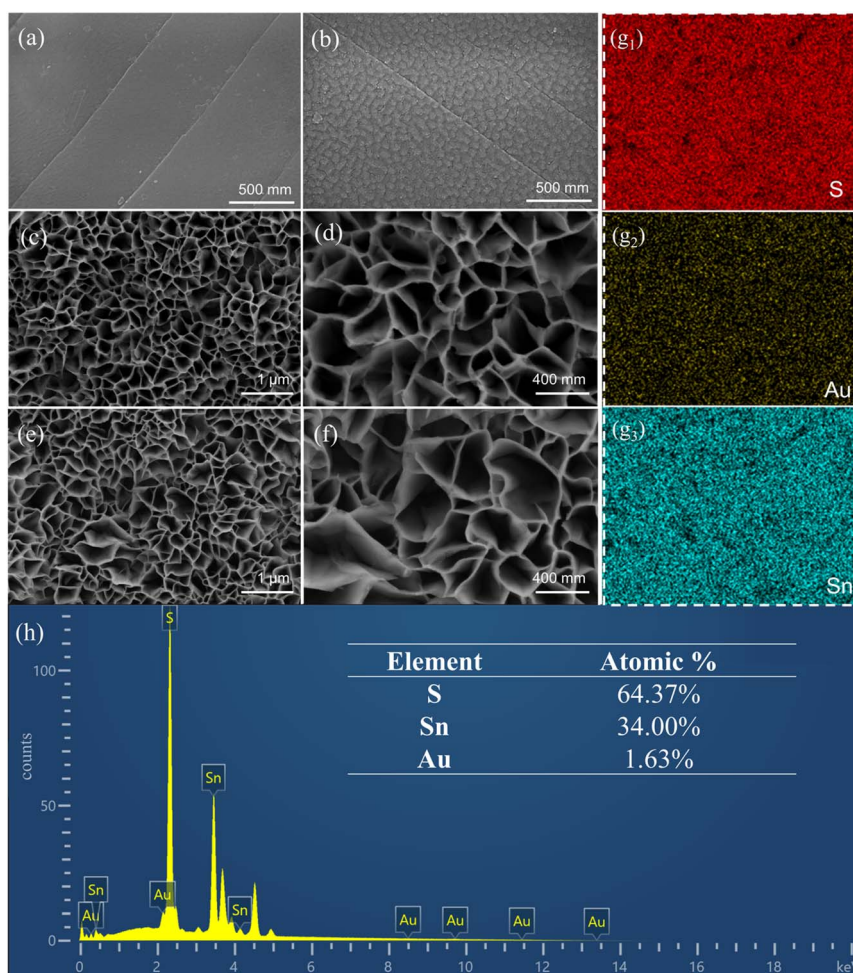 (a)
500 mm
(b)
500 mm
(g₁)
S
(c)
1 µm
(d)
400 mm
(g₂)
Au
(e)
1 µm
(f)
400 mm
(g₃)
Sn
(h)
S
Element Atomic %
S 64.37%
Sn 34.00%
Au 1.63%
100
counts
Sn
50
Sn
Au
Au
Sn
Au
Au
Au
Au
0
0 2 4 6 8 10 12 14 16 18 keV